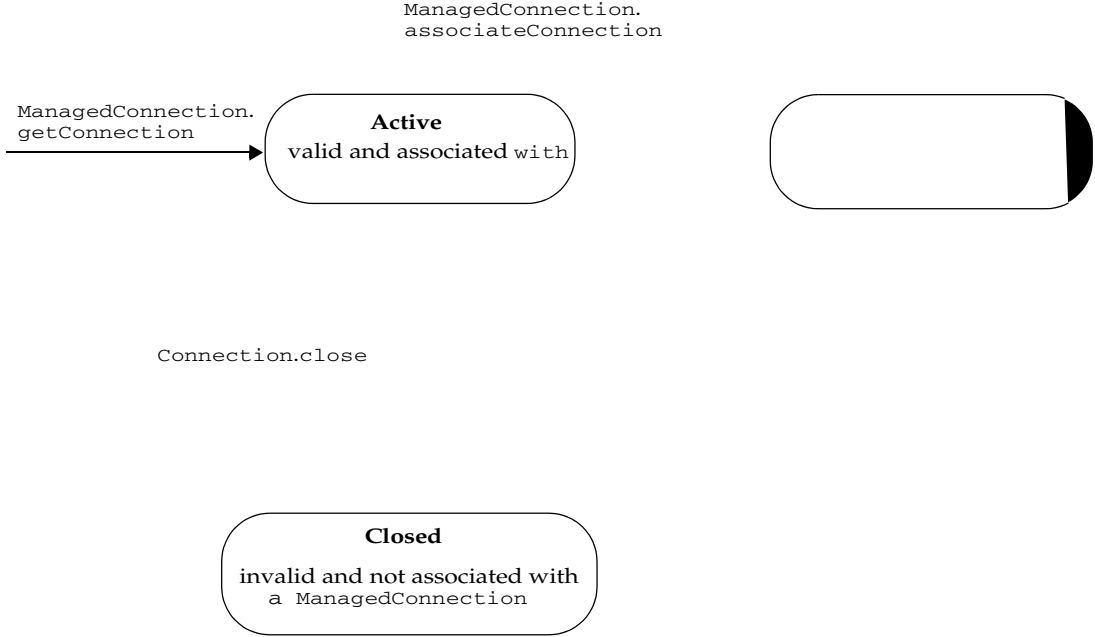 ManagedConnection.
associateConnection
ManagedConnection.
getConnection
Active
valid and associated with
Connection.close
Closed
invalid and not associated with
a ManagedConnection